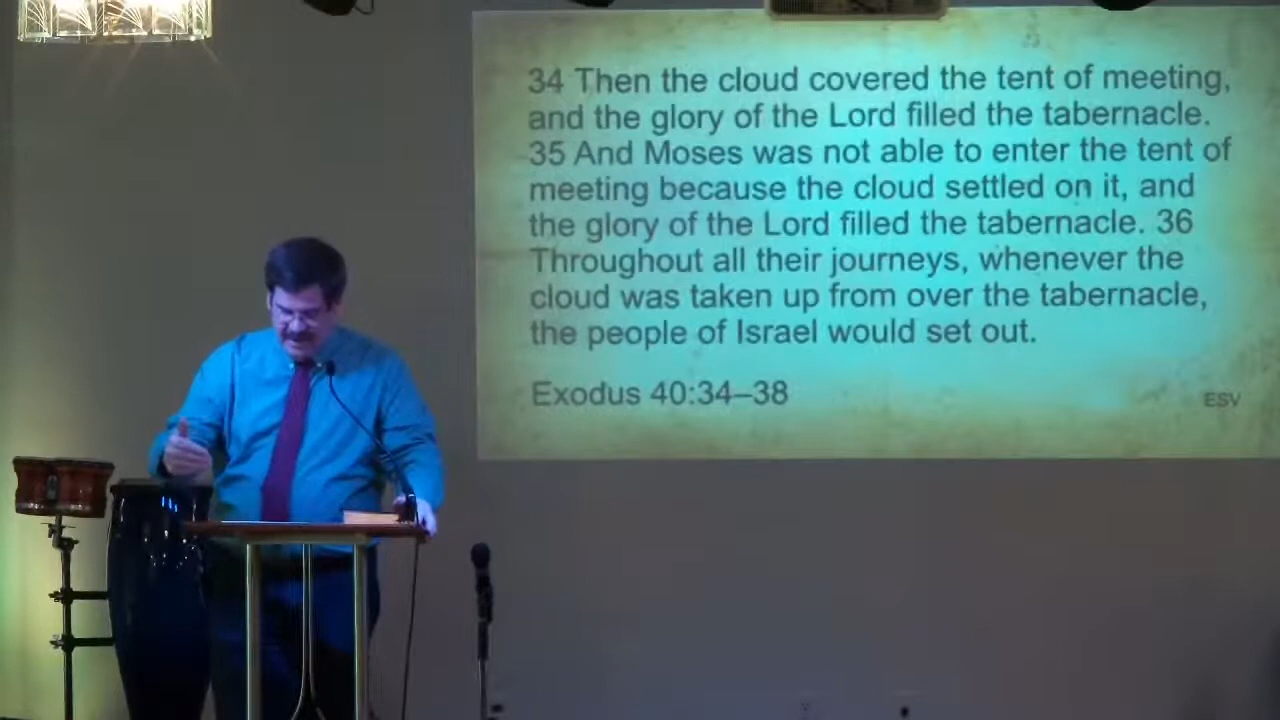 34 Then the cloud covered the tent of meeting,
and the glory of the Lord filled the tabernacle.
35 And Moses was not able to enter the tent of
meeting because the cloud settled on it, and
the glory of the Lord filled the tabernacle. 36
Throughout all their journeys, whenever the
cloud was taken up from over the tabernacle,
the people of Israel would set out.
Exodus 40:34–38
ESV